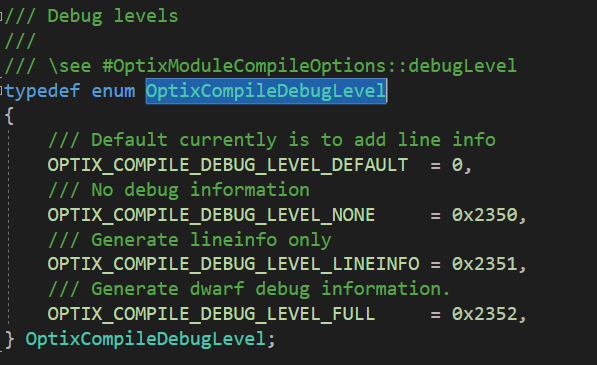 /// Debug levels
///
/// \see #OptixModuleCompileOptions::debugLevel
typedef enum OptixCompileDebugLevel
{
/// Default currently is to add line info
OPTIX_COMPILE_DEBUG_LEVEL_DEFAULT  = 0,
/// No debug information
OPTIX_COMPILE_DEBUG_LEVEL_NONE     = 0x2350,
/// Generate lineinfo only
OPTIX_COMPILE_DEBUG_LEVEL_LINEINFO = 0x2351,
/// Generate dwarf debug information.
OPTIX_COMPILE_DEBUG_LEVEL_FULL     = 0x2352,
} OptixCompileDebugLevel;